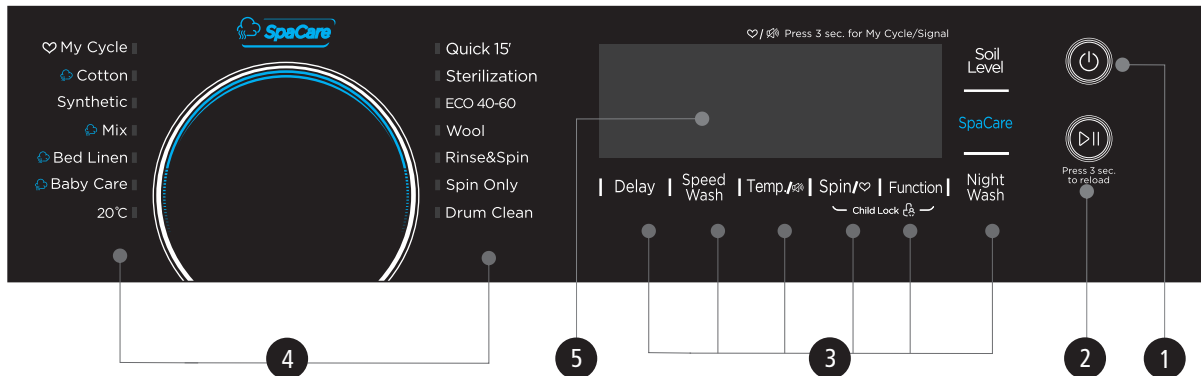 SpaCare
My Cycle
Cotton
Synthetic
Mix
Bed Linen
Baby Care
20℃
Quick 15'
Sterilization
ECO 40-60
Wool
Rinse&Spin
Spin Only
Drum Clean
/ Press 3 sec. for My Cycle/Signal
Soil
Level
SpaCare
Night
Wash
Delay
Speed
Wash
Temp./
Spin/
Function
Child Lock
Press 3 sec.
to reload
4
5
3
2
1